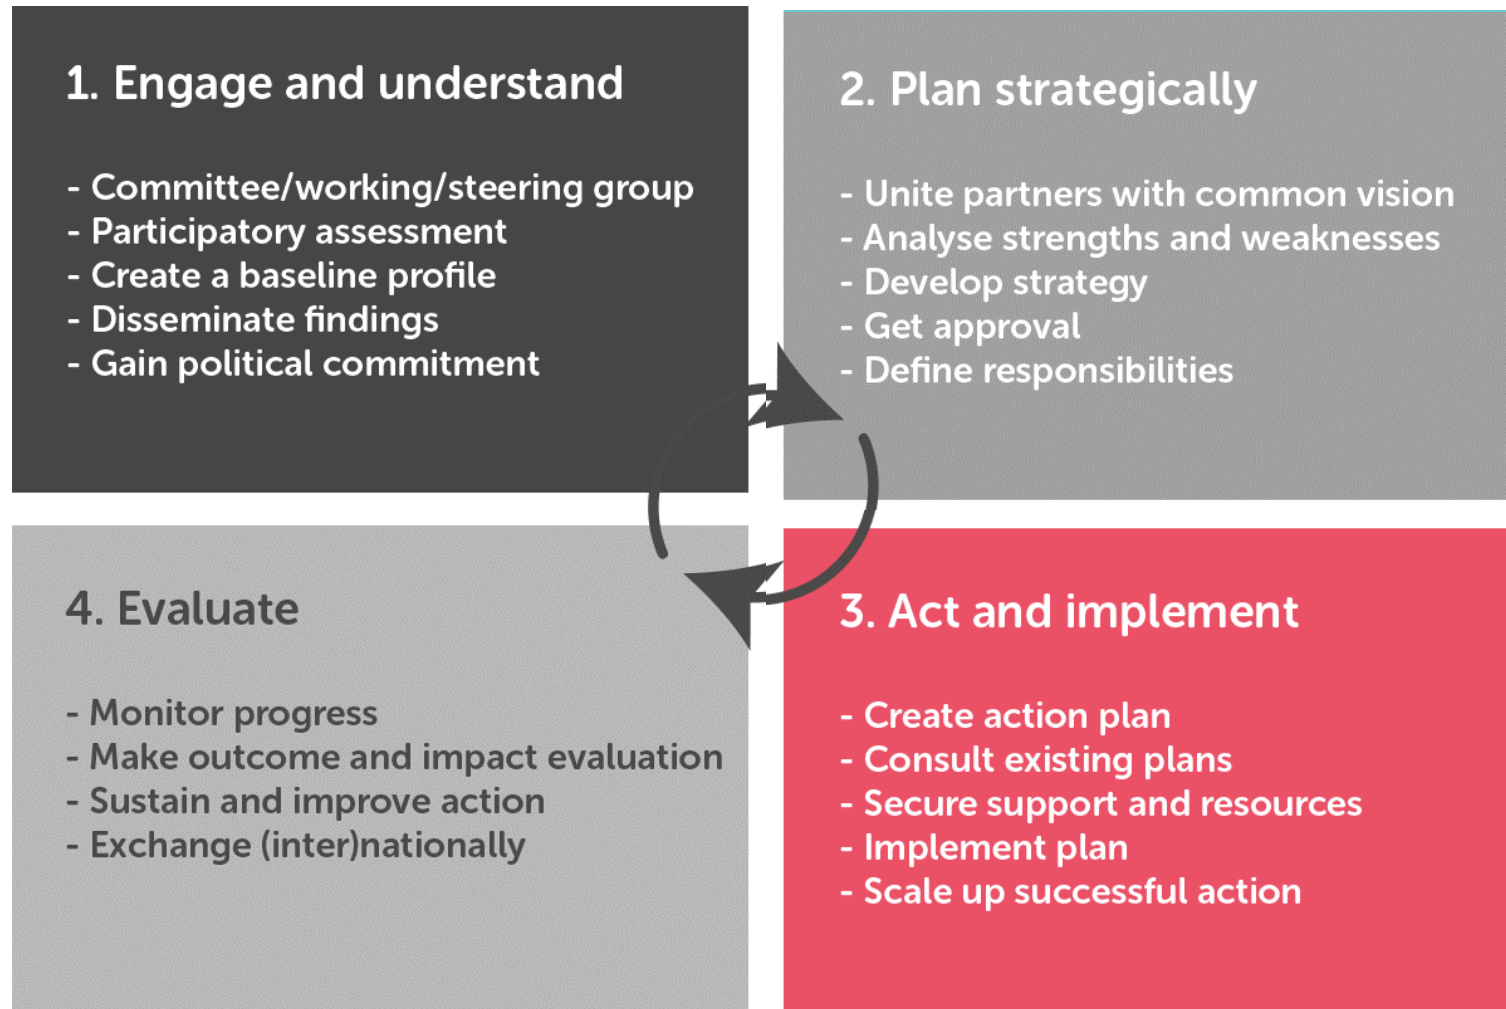 1. Engage and understand
- Committee/working/steering group
- Participatory assessment
- Create a baseline profile
- Disseminate findings
- Gain political commitment
2. Plan strategically
- Unite partners with common vision
- Analyse strengths and weaknesses
- Develop strategy
- Get approval
- Define responsibilities
3. Act and implement
- Create action plan
- Consult existing plans
- Secure support and resources
- Implement plan
- Scale up successful action
4. Evaluate
- Monitor progress
- Make outcome and impact evaluation
- Sustain and improve action
- Exchange (inter)nationally